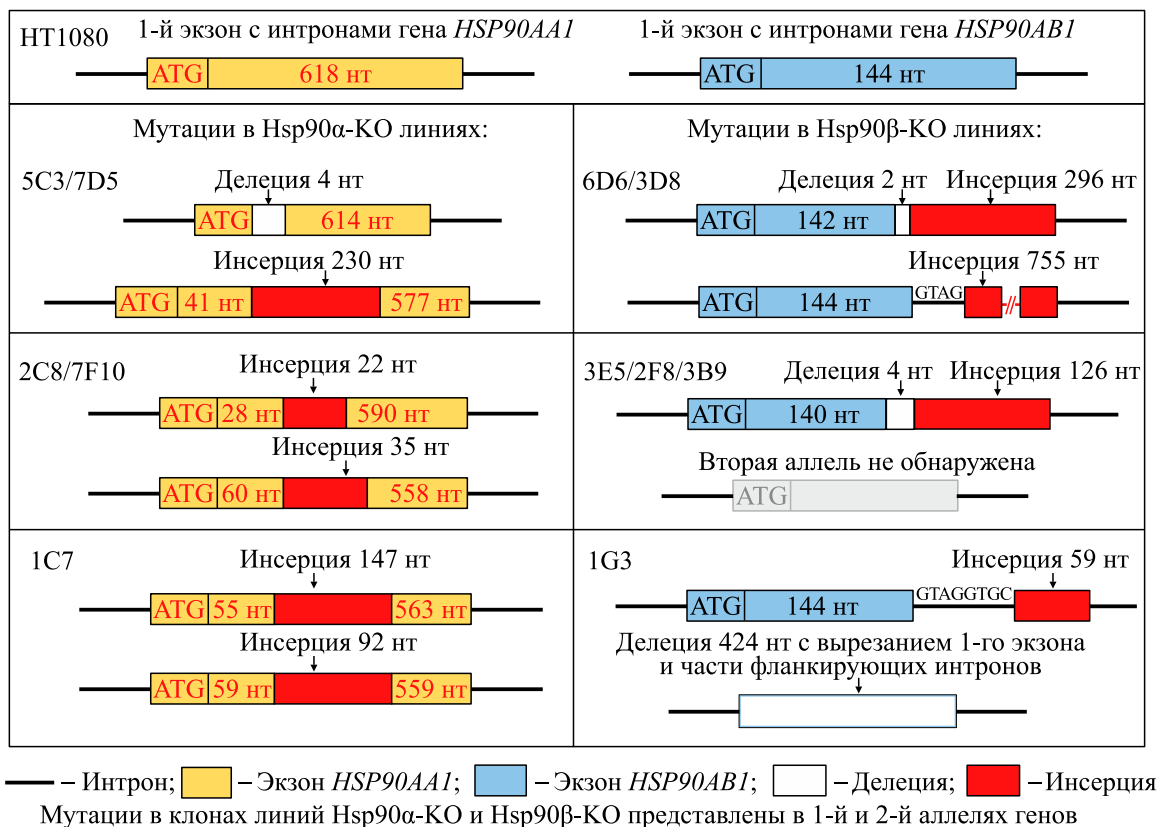 HT1080
1-й экзон с интронами гена HSP90AA1
1-й экзон с интронами гена HSP90AB1
ATG 618 нт
ATG 144 нт
Мутации в Hsp90α-KO линиях:
5C3/7D5
Делеция 4 нт
ATG 614 нт
Инсерция 230 нт
ATG 41 нт 577 нт
2C8/7F10
Инсерция 22 нт
ATG 28 нт 590 нт
Инсерция 35 нт
ATG 60 нт 558 нт
1C7
Инсерция 147 нт
ATG 55 нт 563 нт
Инсерция 92 нт
ATG 59 нт 559 нт
Мутации в Hsp90β-KO линиях:
6D6/3D8
Делеция 2 нт Инсерция 296 нт
ATG 142 нт
Инсерция 755 нт
ATG 144 нт GTAG //
3E5/2F8/3B9
Делеция 4 нт Инсерция 126 нт
ATG 140 нт
Вторая аллель не обнаружена
ATG
1G3
Инсерция 59 нт
ATG 144 нт GTAGGTGC
Делеция 424 нт с вырезанием 1-го экзона
и части фланкирующих интронов
– Интрон; – Экзон HSP90AA1; – Экзон HSP90AB1; – Делеция; – Инсерция
Мутации в клонах линий Hsp90α-KO и Hsp90β-KO представлены в 1-й и 2-й аллелях генов